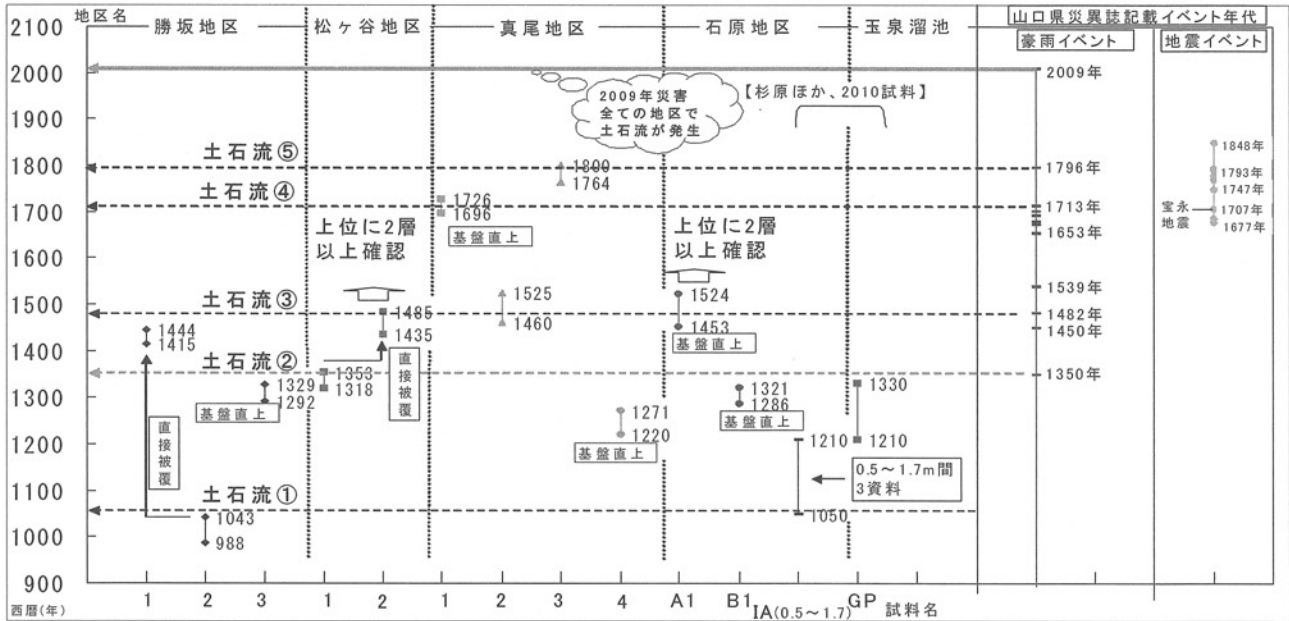 地区名
勝坂地区
松ヶ谷地区
真尾地区
石原地区
玉泉溜池
山口県災異誌記載イベント年代
豪雨イベント
地震イベント
2100
2000
1900
1800
1700
1600
1500
1400
1300
1200
1100
1000
900
西暦(年)
2009年災害
全ての地区で
土石流が発生
【杉原ほか、2010試料】
土石流⑤
土石流④
土石流③
土石流②
土石流①
1444
1415
直接被覆
1043
988
1329
1292
基盤直上
1353
1318
上位に2層
以上確認
1485
1435
直接被覆
1726
1696
基盤直上
1525
1460
1800
1764
1271
1220
基盤直上
上位に2層
以上確認
1524
1453
基盤直上
1321
1286
基盤直上
1210
1050
0.5～1.7m間
3資料
1330
1210
2009年
1796年
1713年
1653年
1539年
1482年
1450年
1350年
1848年
1793年
1747年
宝永
地震
1707年
1677年
1
2
3
1
2
1
2
3
4
A1
B1
IA(0.5～1.7)
GP
試料名